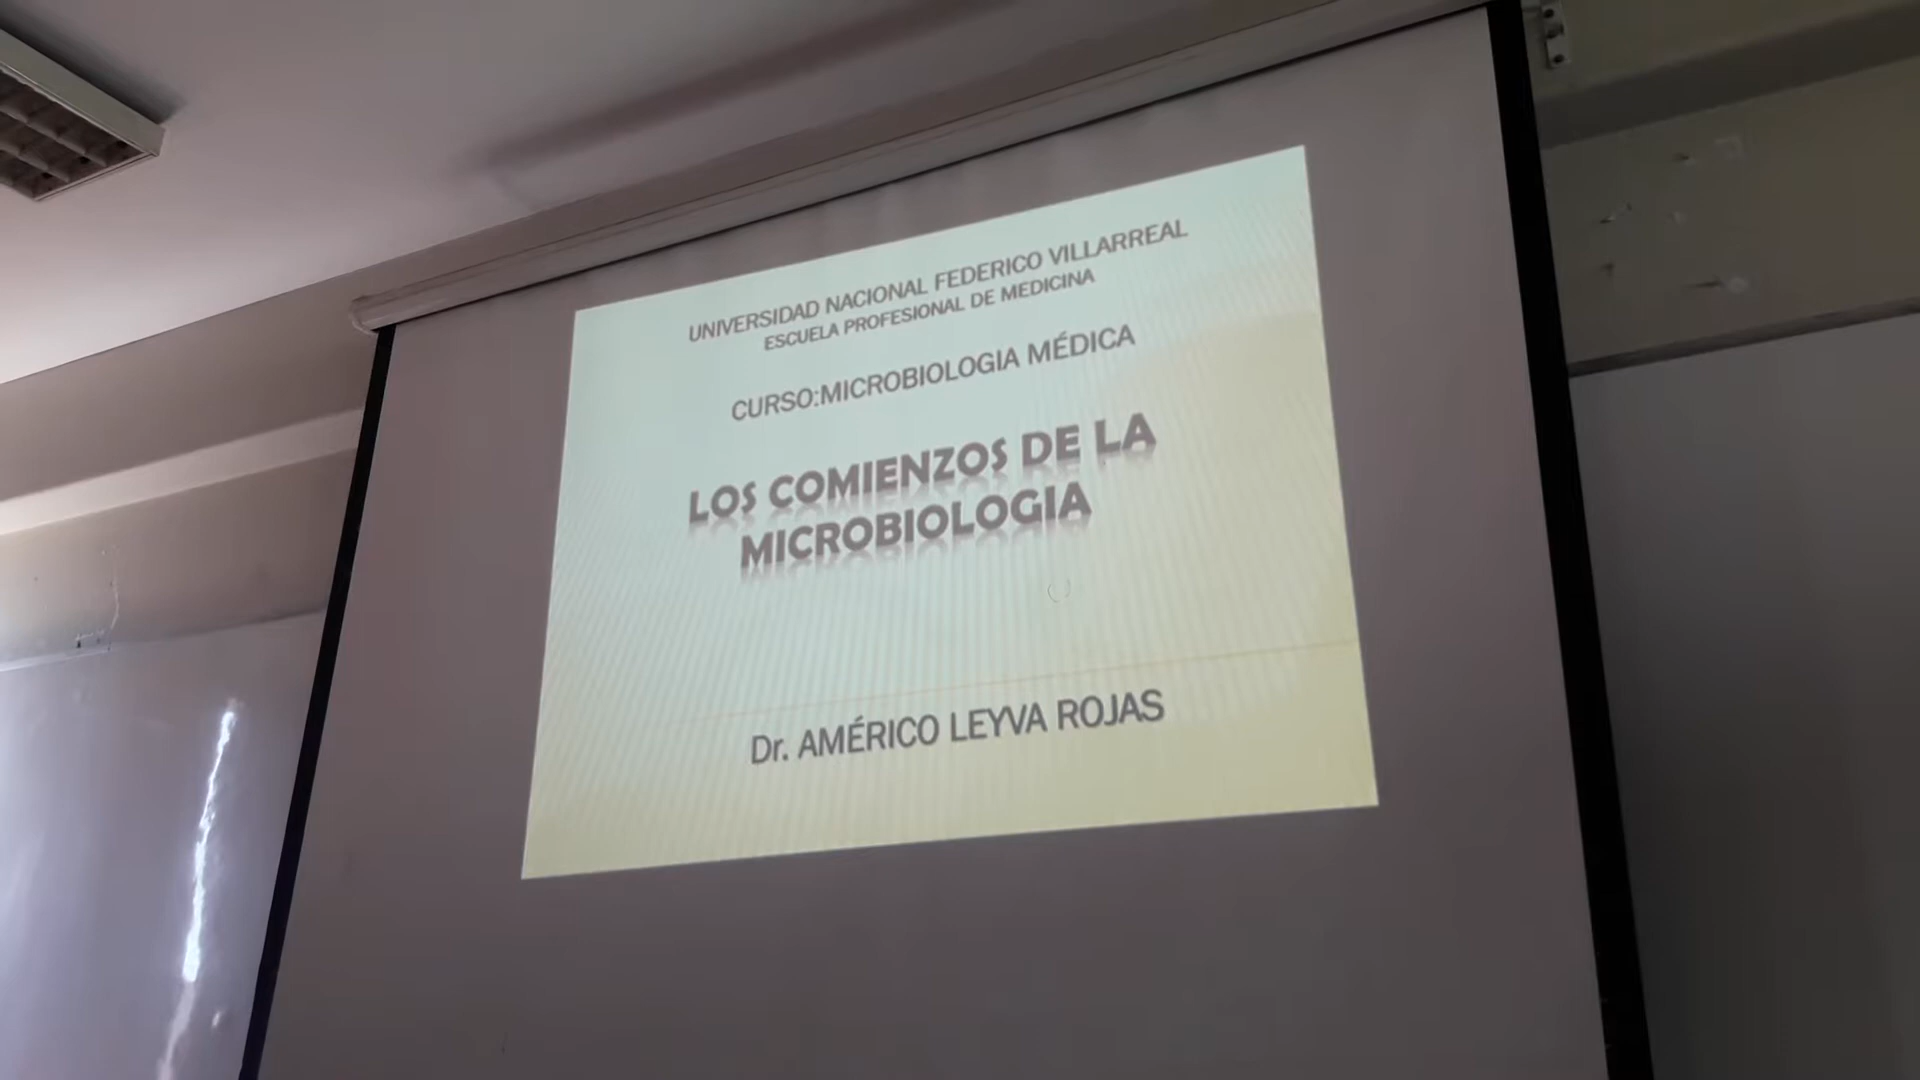 UNIVERSIDAD NACIONAL FEDERICO VILLARREAL
ESCUELA PROFESIONAL DE MEDICINA
CURSO:MICROBIOLOGIA MÉDICA
LOS COMIENZOS DE LA
MICROBIOLOGIA
Dr. AMÉRICO LEYVA ROJAS